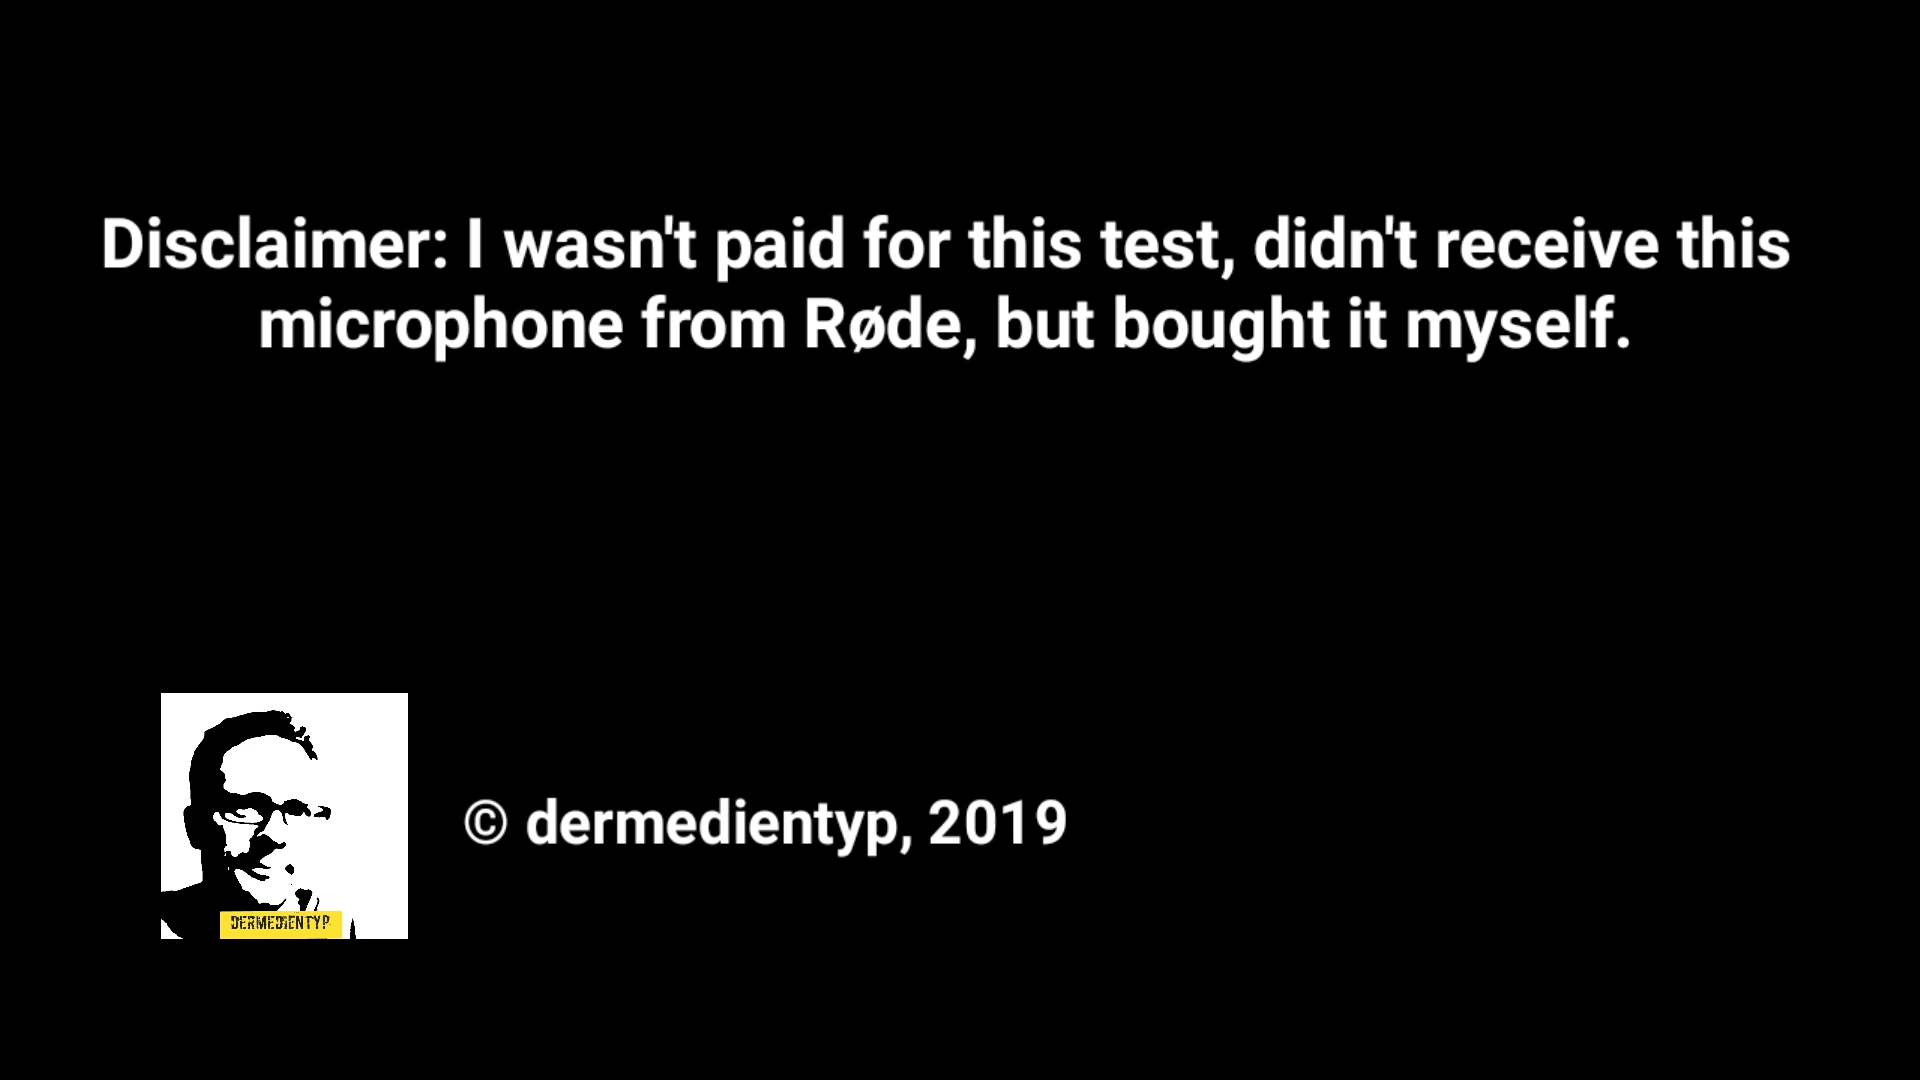 Disclaimer: I wasn't paid for this test, didn't receive this
microphone from Røde, but bought it myself.
© dermedientyp, 2019
DERMEDIENTYP